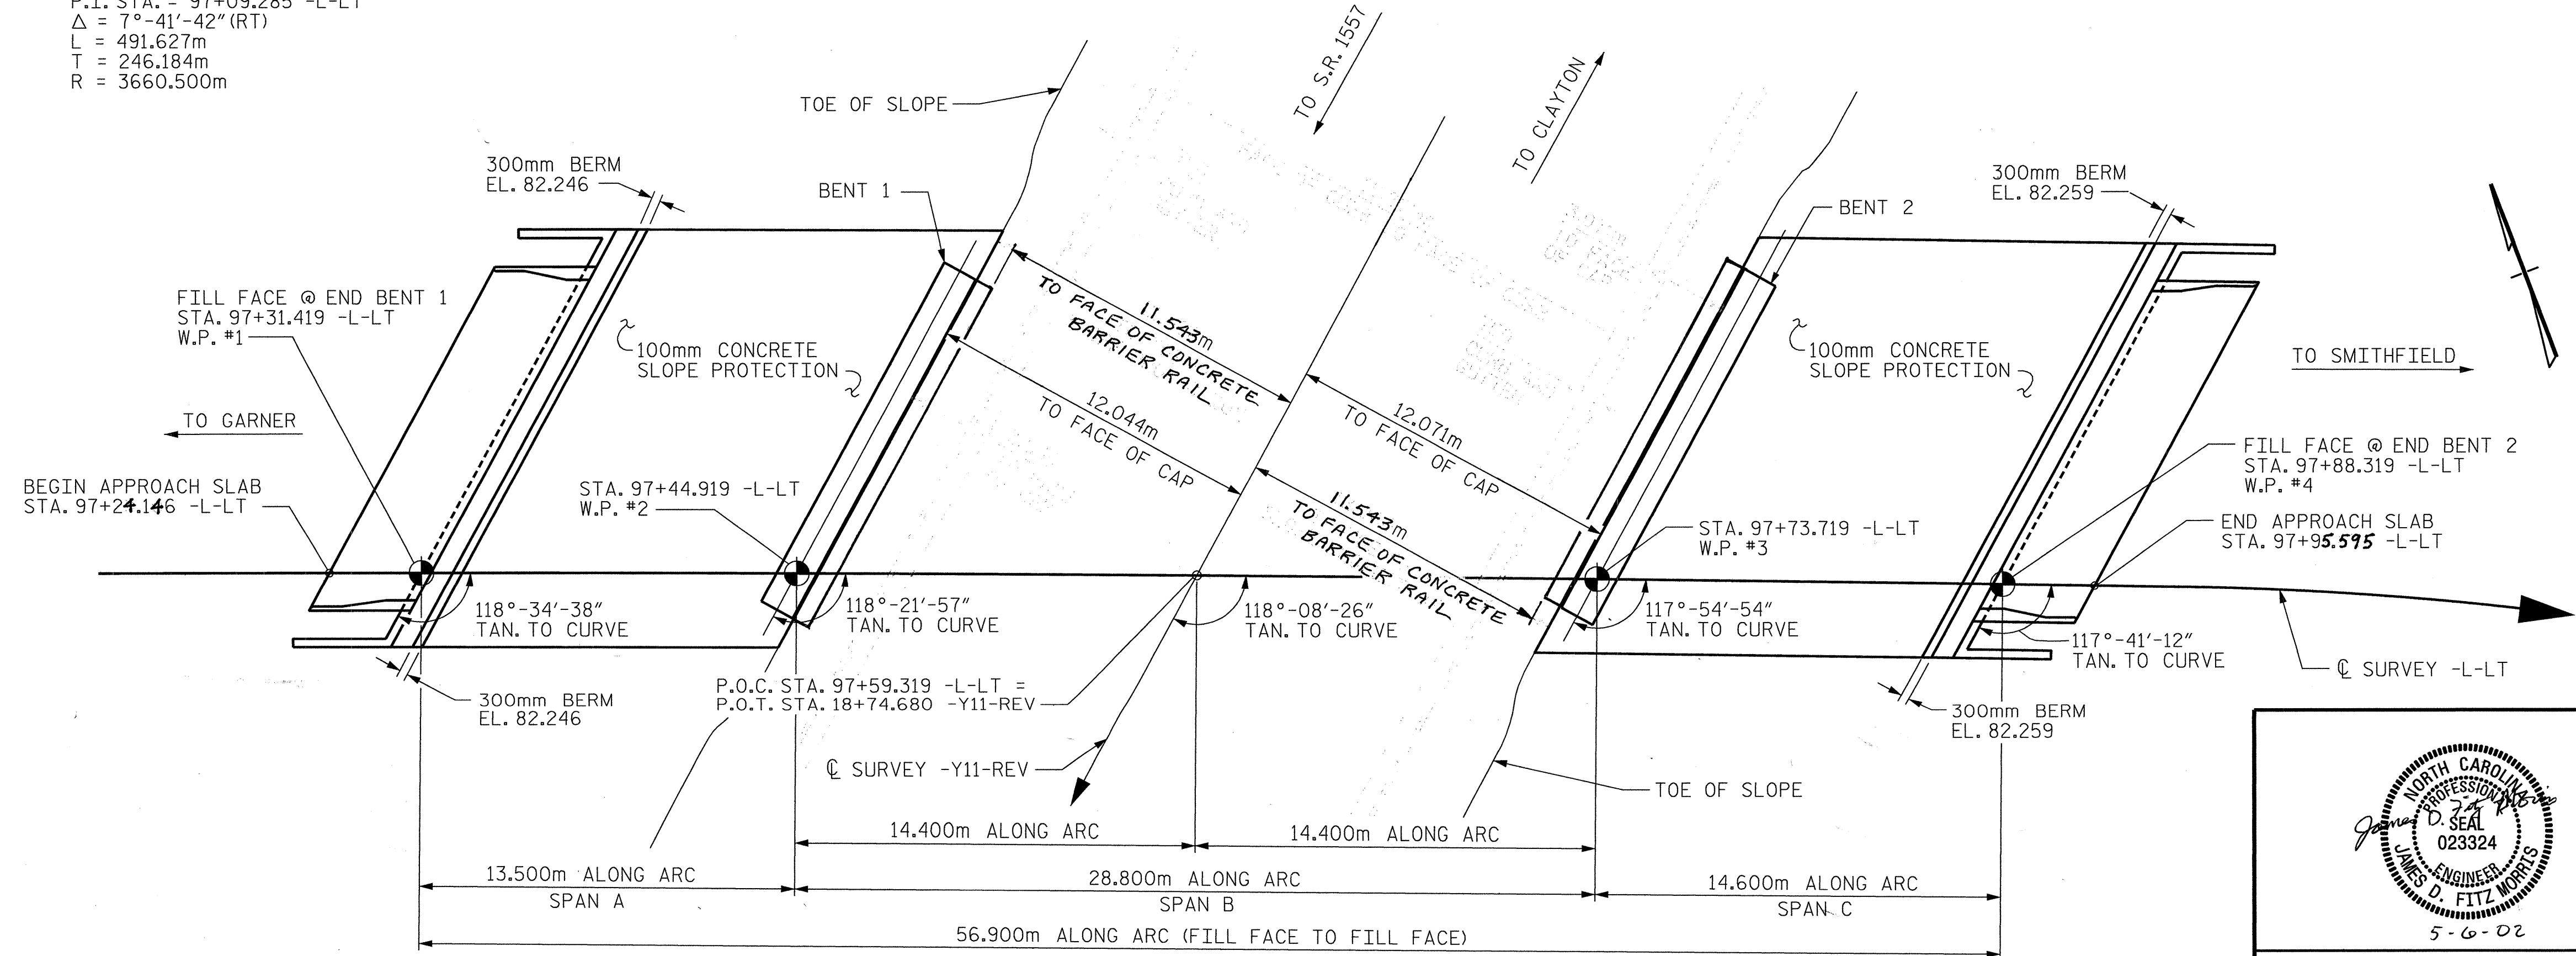 P.I. STA. = 97+09.285 -L-LT
Δ = 7°-41'-42" (RT)
L = 491.627m
T = 246.184m
R = 3660.500m
TOE OF SLOPE
TO S.R. 1557
TO CLAYTON
300mm BERM
EL. 82.246
BENT 1
BENT 2
300mm BERM
EL. 82.259
FILL FACE @ END BENT 1
STA. 97+31.419 -L-LT
W.P. #1
100mm CONCRETE
SLOPE PROTECTION
11.543m
TO FACE OF CONCRETE
BARRIER RAIL
12.044m
TO FACE OF CAP
12.071m
TO FACE OF CAP
11.543m
TO FACE OF CONCRETE
BARRIER RAIL
100mm CONCRETE
SLOPE PROTECTION
TO SMITHFIELD
TO GARNER
BEGIN APPROACH SLAB
STA. 97+24.146 -L-LT
STA. 97+44.919 -L-LT
W.P. #2
STA. 97+73.719 -L-LT
W.P. #3
FILL FACE @ END BENT 2
STA. 97+88.319 -L-LT
W.P. #4
END APPROACH SLAB
STA. 97+95.595 -L-LT
118°-34'-38"
TAN. TO CURVE
118°-21'-57"
TAN. TO CURVE
118°-08'-26"
TAN. TO CURVE
117°-54'-54"
TAN. TO CURVE
117°-41'-12"
TAN. TO CURVE
℄ SURVEY -L-LT
300mm BERM
EL. 82.246
P.O.C. STA. 97+59.319 -L-LT =
P.O.T. STA. 18+74.680 -Y11-REV
300mm BERM
EL. 82.259
℄ SURVEY -Y11-REV
TOE OF SLOPE
14.400m ALONG ARC
14.400m ALONG ARC
13.500m ALONG ARC
SPAN A
28.800m ALONG ARC
SPAN B
14.600m ALONG ARC
SPAN C
56.900m ALONG ARC (FILL FACE TO FILL FACE)
NORTH CAROLINA
PROFESSIONAL
James D.
SEAL
023324
ENGINEER
JAMES D. FITZ MORRIS
5-6-02